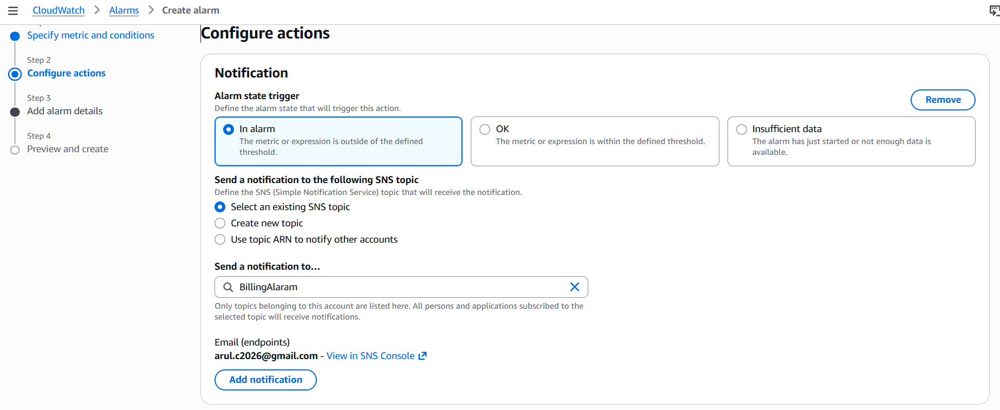 CloudWatch > Alarms > Create alarm
Specify metric and conditions
Step 2
Configure actions
Step 3
Add alarm details
Step 4
Preview and create
Configure actions
Notification
Alarm state trigger
Define the alarm state that will trigger this action.
Remove
In alarm
The metric or expression is outside of the defined
threshold.
OK
The metric or expression is within the defined threshold.
Insufficient data
The alarm has just started or not enough data is
available.
Send a notification to the following SNS topic
Define the SNS (Simple Notification Service) topic that will receive the notification.
Select an existing SNS topic
Create new topic
Use topic ARN to notify other accounts
Send a notification to…
BillingAlaram
Only topics belonging to this account are listed here. All persons and applications subscribed to the
selected topic will receive notifications.
Email (endpoints)
arul.c2026@gmail.com - View in SNS Console
Add notification